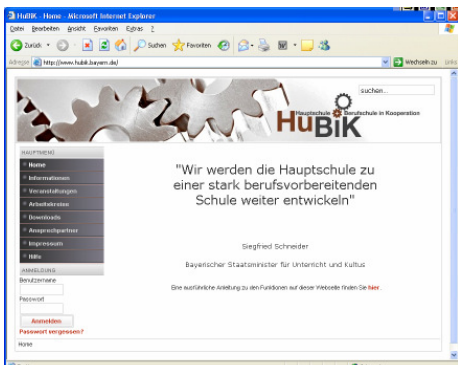 HuBIK - Home - Microsoft Internet Explorer
Datei Bearbeiten Ansicht Favoriten Extras ?
Zurück Suchen Favoriten
Adresse http://www.hubik.bayern.de/ Wechseln zu Links
suchen...
Hauptschule Berufschule in Kooperation
HuBiK
HAUPTMENÜ
Home
Informationen
Veranstaltungen
Arbeitskreise
Downloads
Ansprechpartner
Impressum
Hilfe
ANMELDUNG
Benutzername
Passwort
Anmelden
Passwort vergessen?
"Wir werden die Hauptschule zu
einer stark berufsvorbereitenden
Schule weiter entwickeln"
Siegfried Schneider
Bayerischer Staatsminister für Unterricht und Kultus
Eine ausführliche Anleitung zu den Funktionen auf dieser Webseite finden Sie hier.
Home